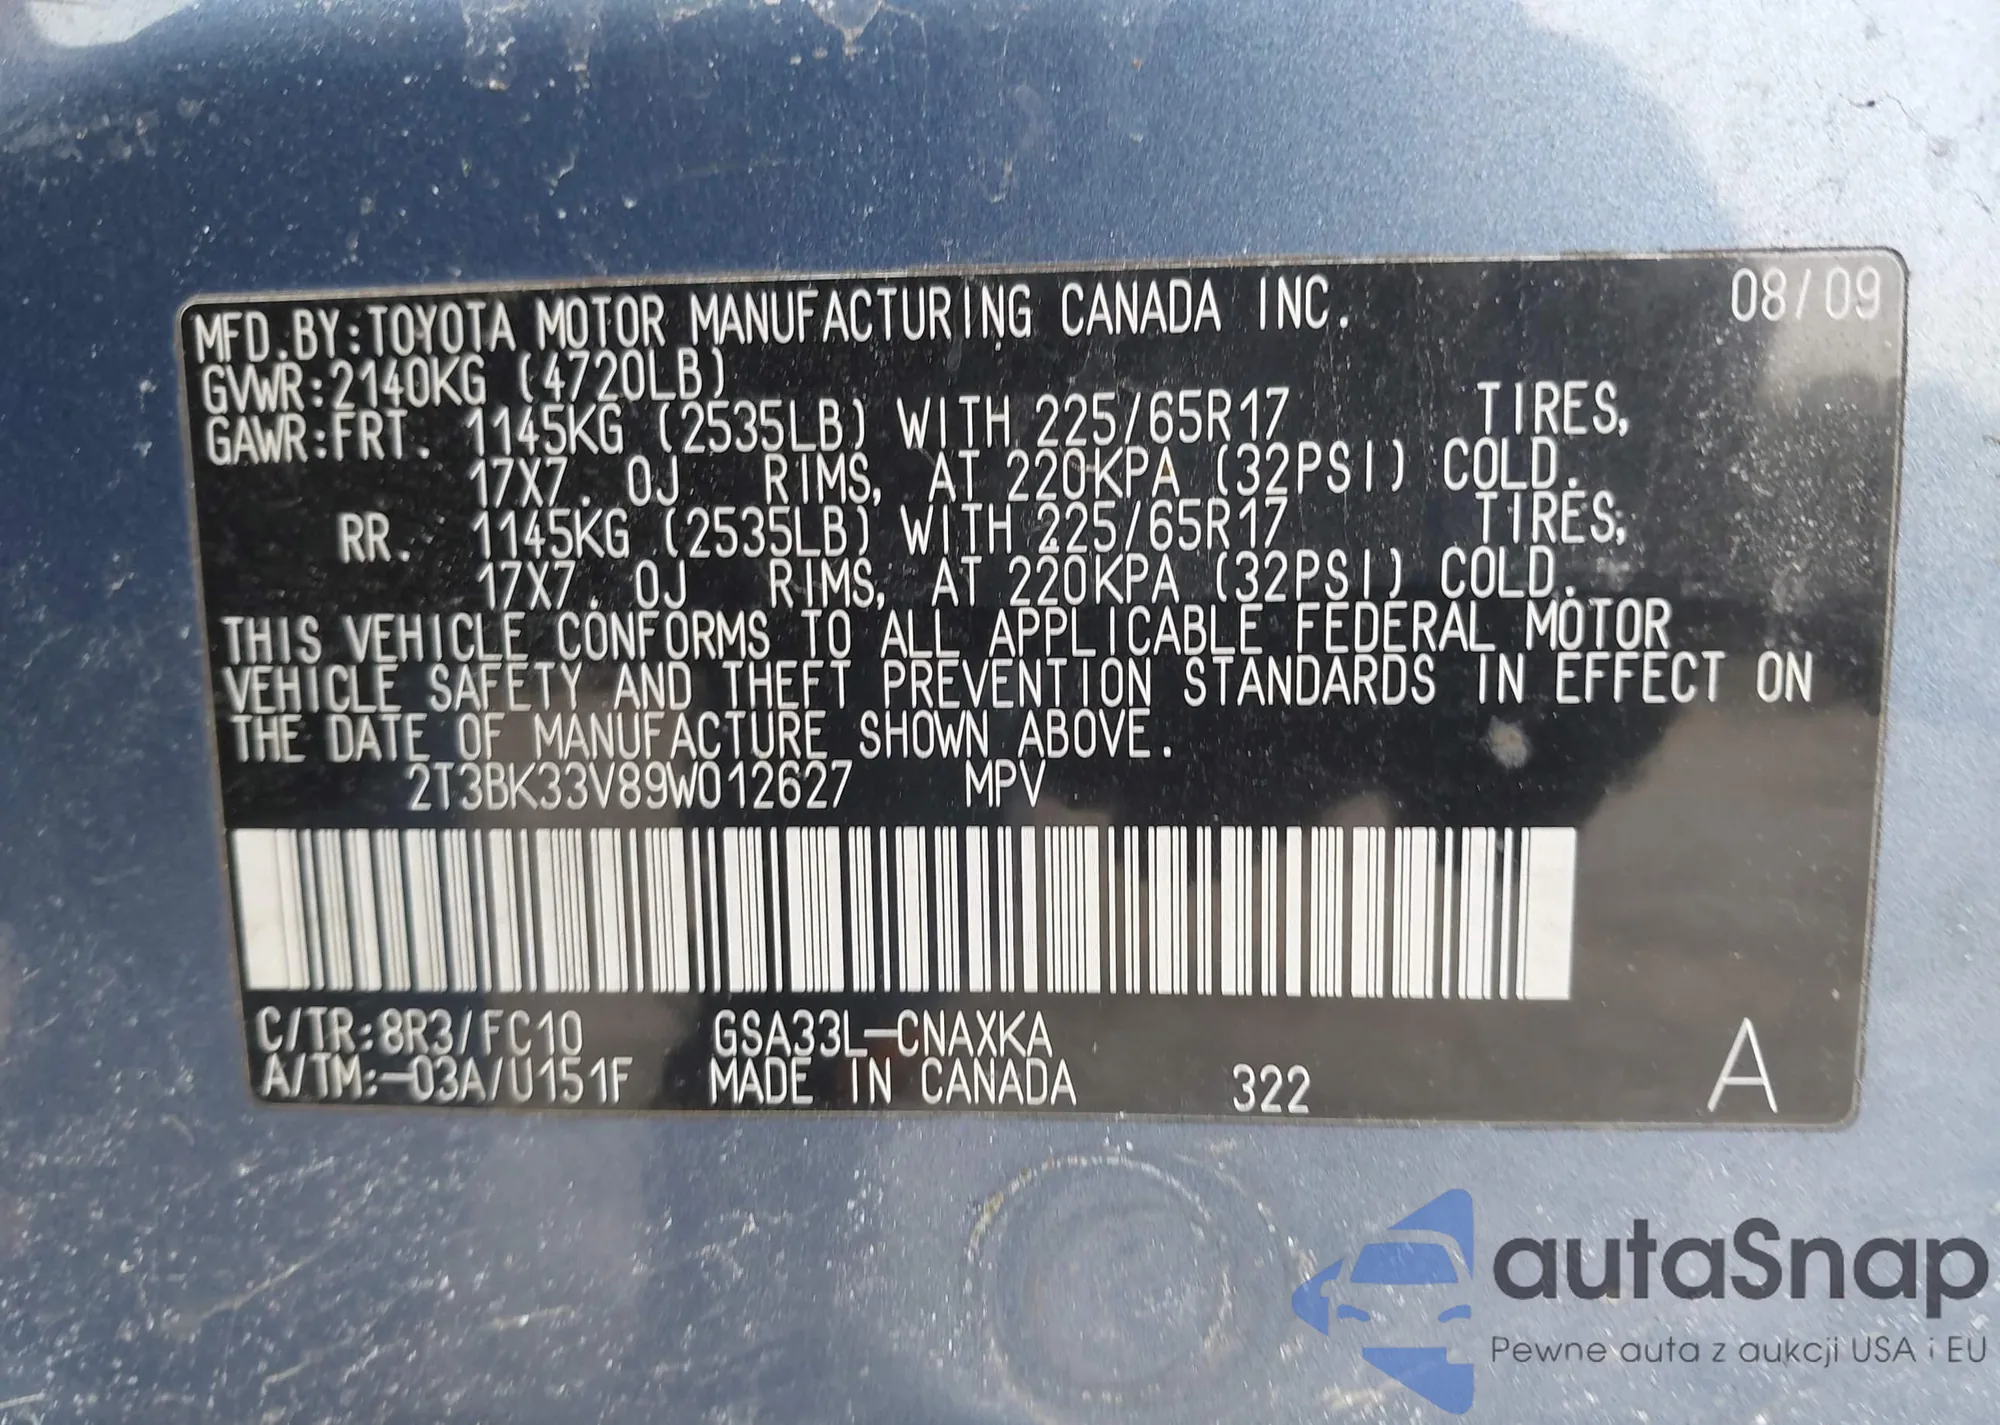 MFD.BY:TOYOTA MOTOR MANUFACTURING CANADA INC. 08/09
GVWR:2140KG (4720LB)
GAWR:FRT. 1145KG (2535LB) WITH 225/65R17 TIRES,
17X7.0J RIMS, AT 220KPA (32PSI) COLD.
RR. 1145KG (2535LB) WITH 225/65R17 TIRES,
17X7.0J RIMS, AT 220KPA (32PSI) COLD.
THIS VEHICLE CONFORMS TO ALL APPLICABLE FEDERAL MOTOR
VEHICLE SAFETY AND THEFT PREVENTION STANDARDS IN EFFECT ON
THE DATE OF MANUFACTURE SHOWN ABOVE.
2T3BK33V89W012627 MPV
C/TR:8R3/FC10 GSA33L-CNAXKA
A/TM:-03A/U151F MADE IN CANADA 322 A
autoSnap
Pewne auta z aukcji USA i EU